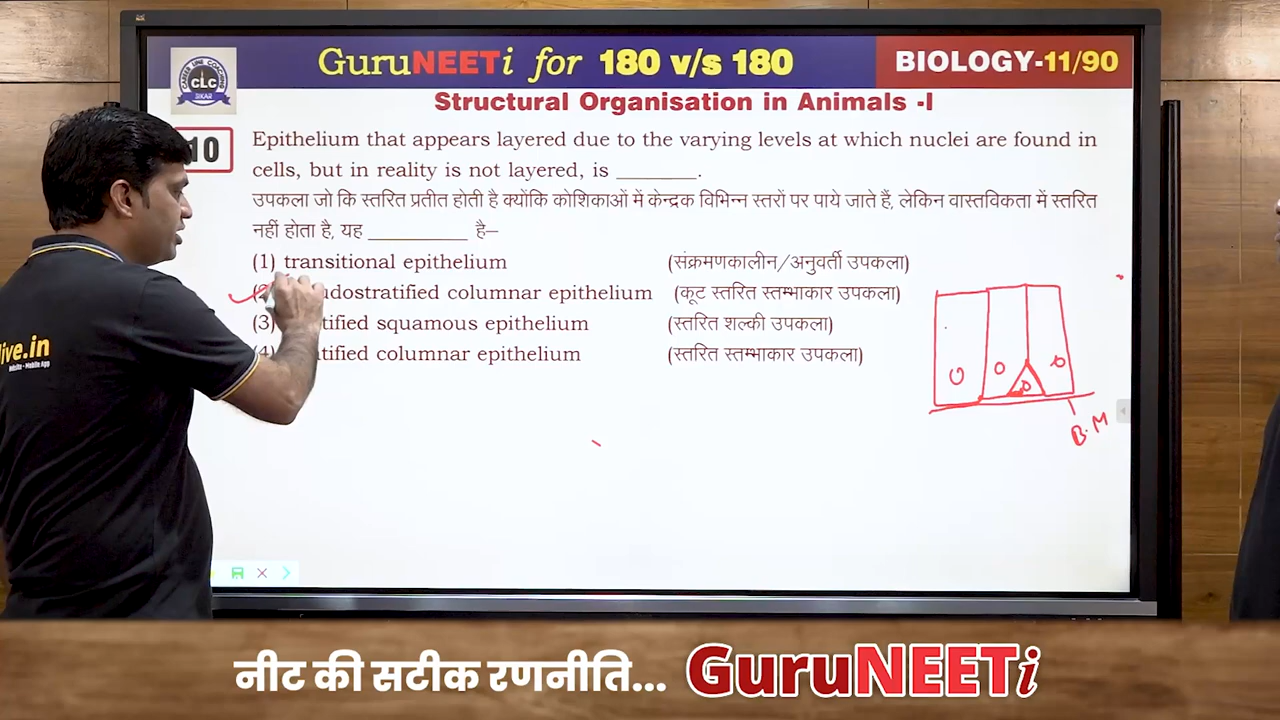 GuruNEETi for 180 v/s 180
BIOLOGY-11/90
CLC
SIKAR
Structural Organisation in Animals -I
10
Epithelium that appears layered due to the varying levels at which nuclei are found in
cells, but in reality is not layered, is ________.
उपकला जो कि स्तरित प्रतीत होती है क्योंकि कोशिकाओं में केन्द्रक विभिन्न स्तरों पर पाये जाते हैं, लेकिन वास्तविकता में स्तरित
नहीं होता है, यह __________ है–
(1) transitional epithelium (संक्रमणकालीन/अनुवर्ती उपकला)
udostratified columnar epithelium (कूट स्तरित स्तम्भाकार उपकला)
(3) tified squamous epithelium (स्तरित शल्की उपकला)
(4) tified columnar epithelium (स्तरित स्तम्भाकार उपकला)
B.M
ive.in
नीट की सटीक रणनीति... GuruNEETi